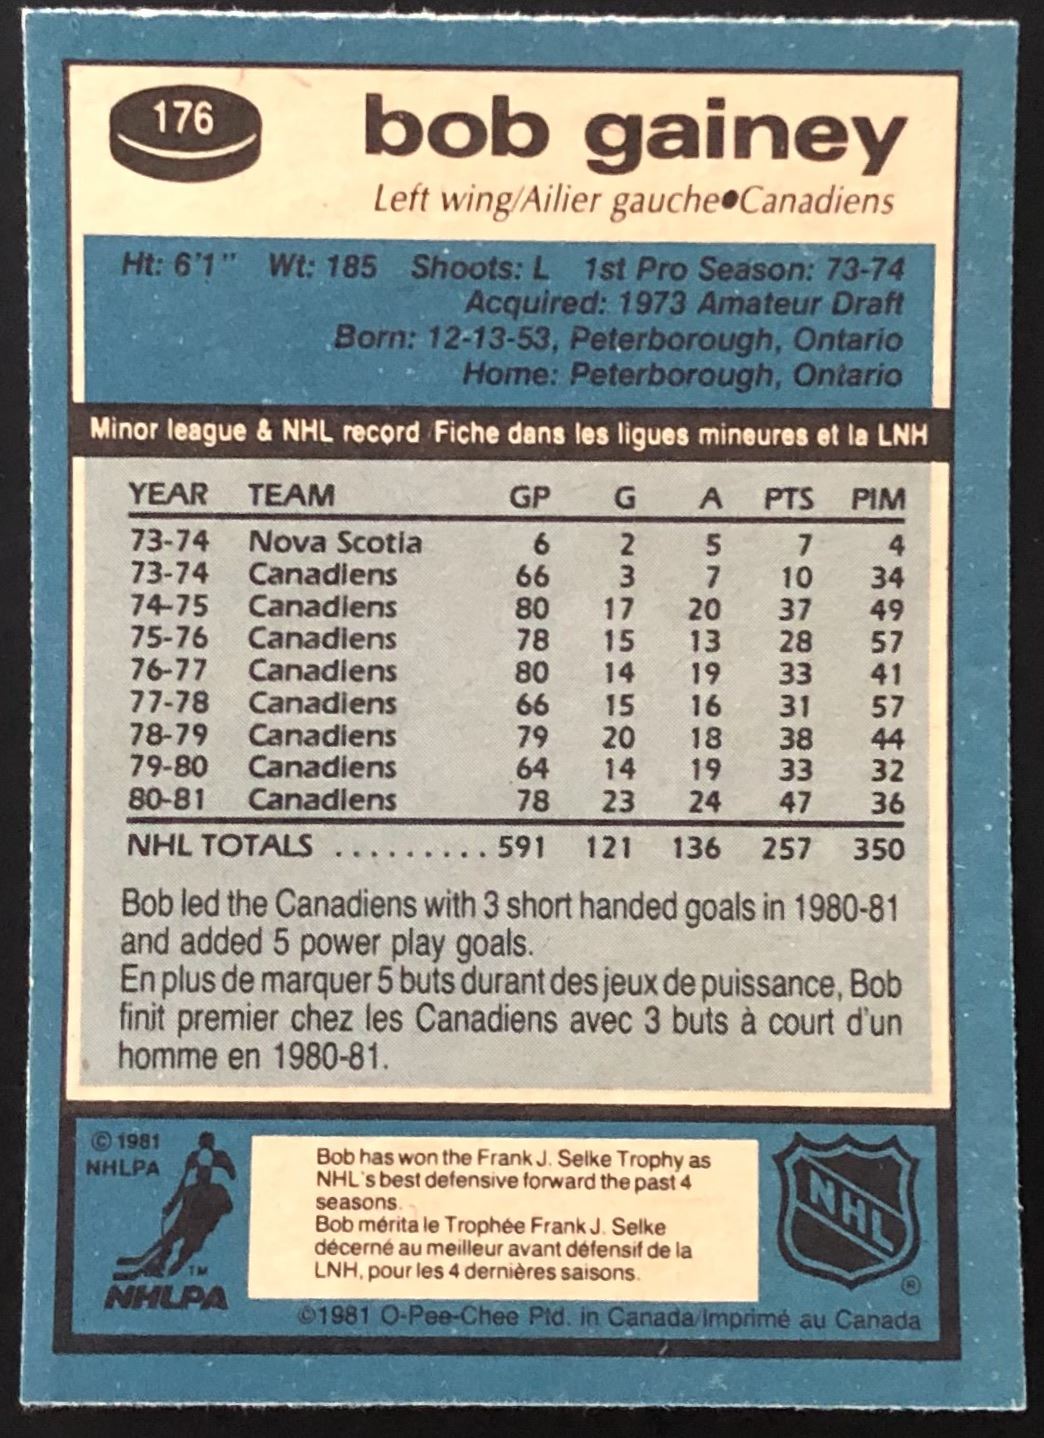 176
bob gainey
Left wing/Ailier gauche●Canadiens
Ht: 6'1" Wt: 185 Shoots: L 1st Pro Season: 73-74
Acquired: 1973 Amateur Draft
Born: 12-13-53, Peterborough, Ontario
Home: Peterborough, Ontario
Minor league & NHL record/Fiche dans les ligues mineures et la LNH
YEAR TEAM GP G A PTS PIM
73-74 Nova Scotia 6 2 5 7 4
73-74 Canadiens 66 3 7 10 34
74-75 Canadiens 80 17 20 37 49
75-76 Canadiens 78 15 13 28 57
76-77 Canadiens 80 14 19 33 41
77-78 Canadiens 66 15 16 31 57
78-79 Canadiens 79 20 18 38 44
79-80 Canadiens 64 14 19 33 32
80-81 Canadiens 78 23 24 47 36
NHL TOTALS .......... 591 121 136 257 350
Bob led the Canadiens with 3 short handed goals in 1980-81
and added 5 power play goals.
En plus de marquer 5 buts durant des jeux de puissance, Bob
finit premier chez les Canadiens avec 3 buts à court d'un
homme en 1980-81.
© 1981
NHLPA
TM
NHLPA
Bob has won the Frank J. Selke Trophy as
NHL's best defensive forward the past 4
seasons.
Bob mérita le Trophée Frank J. Selke
décerné au meilleur avant défensif de la
LNH, pour les 4 dernières saisons.
NHL
®
©1981 O-Pee-Chee Ptd. in Canada/Imprimé au Canada